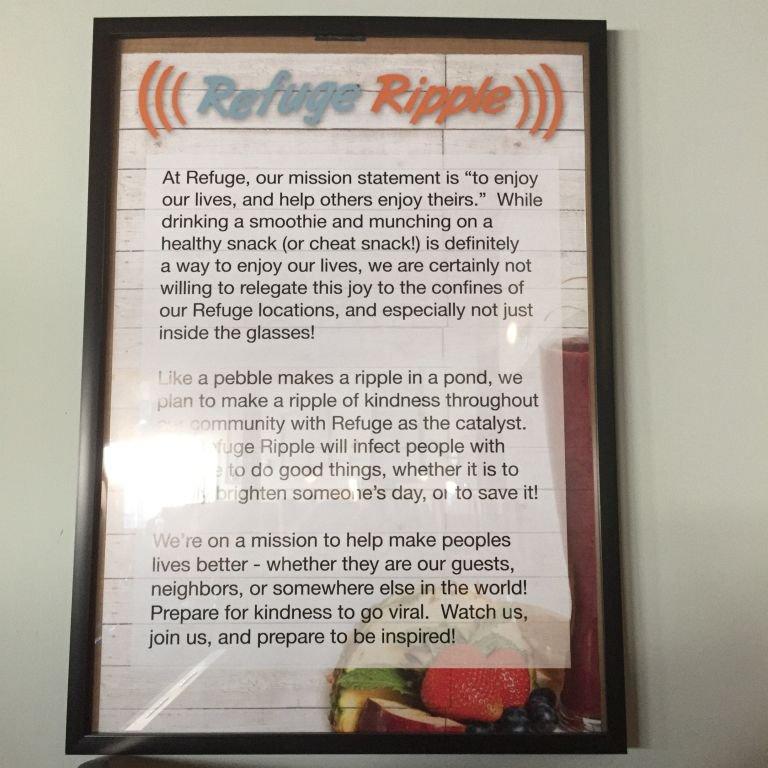 Refuge Ripple
At Refuge, our mission statement is “to enjoy
our lives, and help others enjoy theirs.” While
drinking a smoothie and munching on a
healthy snack (or cheat snack!) is definitely
a way to enjoy our lives, we are certainly not
willing to relegate this joy to the confines of
our Refuge locations, and especially not just
inside the glasses!
Like a pebble makes a ripple in a pond, we
plan to make a ripple of kindness throughout
our community with Refuge as the catalyst.
Refuge Ripple will infect people with
to do good things, whether it is to
brighten someone’s day, or to save it!
We’re on a mission to help make peoples
lives better - whether they are our guests,
neighbors, or somewhere else in the world!
Prepare for kindness to go viral. Watch us,
join us, and prepare to be inspired!